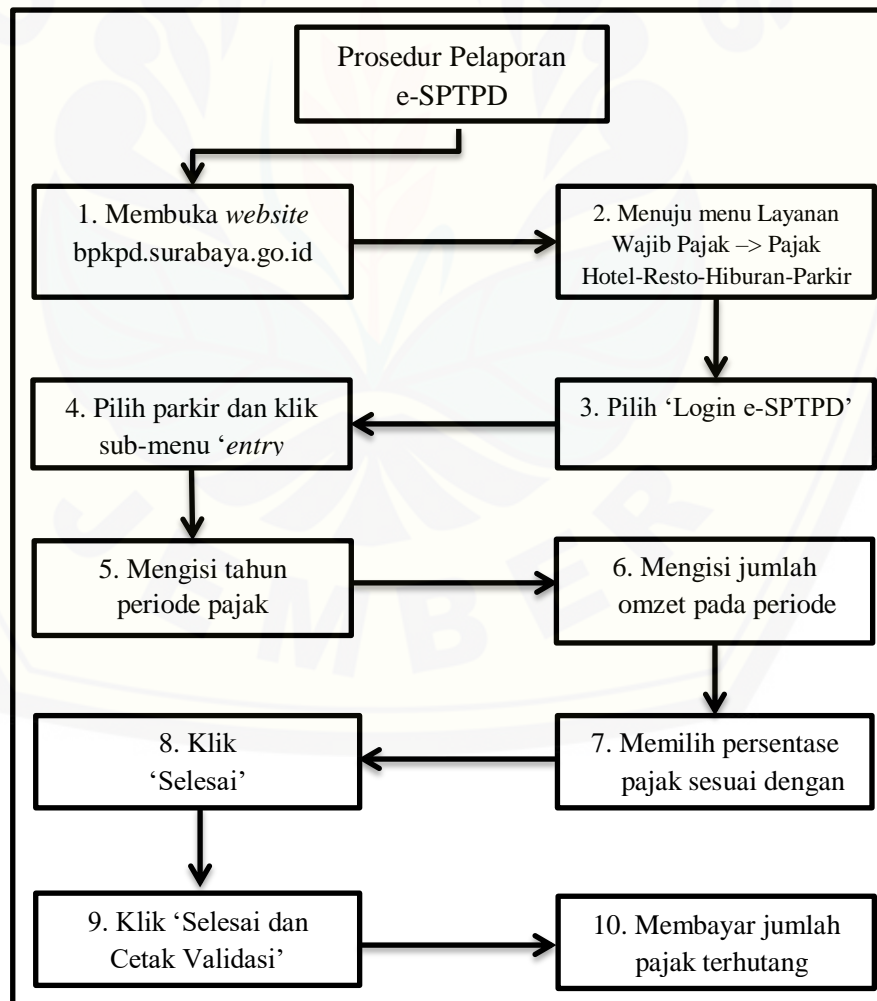 Prosedur Pelaporan
e-SPTPD
1. Membuka website
bpkpd.surabaya.go.id
2. Menuju menu Layanan
Wajib Pajak –> Pajak
Hotel-Resto-Hiburan-Parkir
3. Pilih ‘Login e-SPTPD’
4. Pilih parkir dan klik
sub-menu ‘entry
5. Mengisi tahun
periode pajak
6. Mengisi jumlah
omzet pada periode
7. Memilih persentase
pajak sesuai dengan
8. Klik
‘Selesai’
9. Klik ‘Selesai dan
Cetak Validasi’
10. Membayar jumlah
pajak terhutang
JEMBER